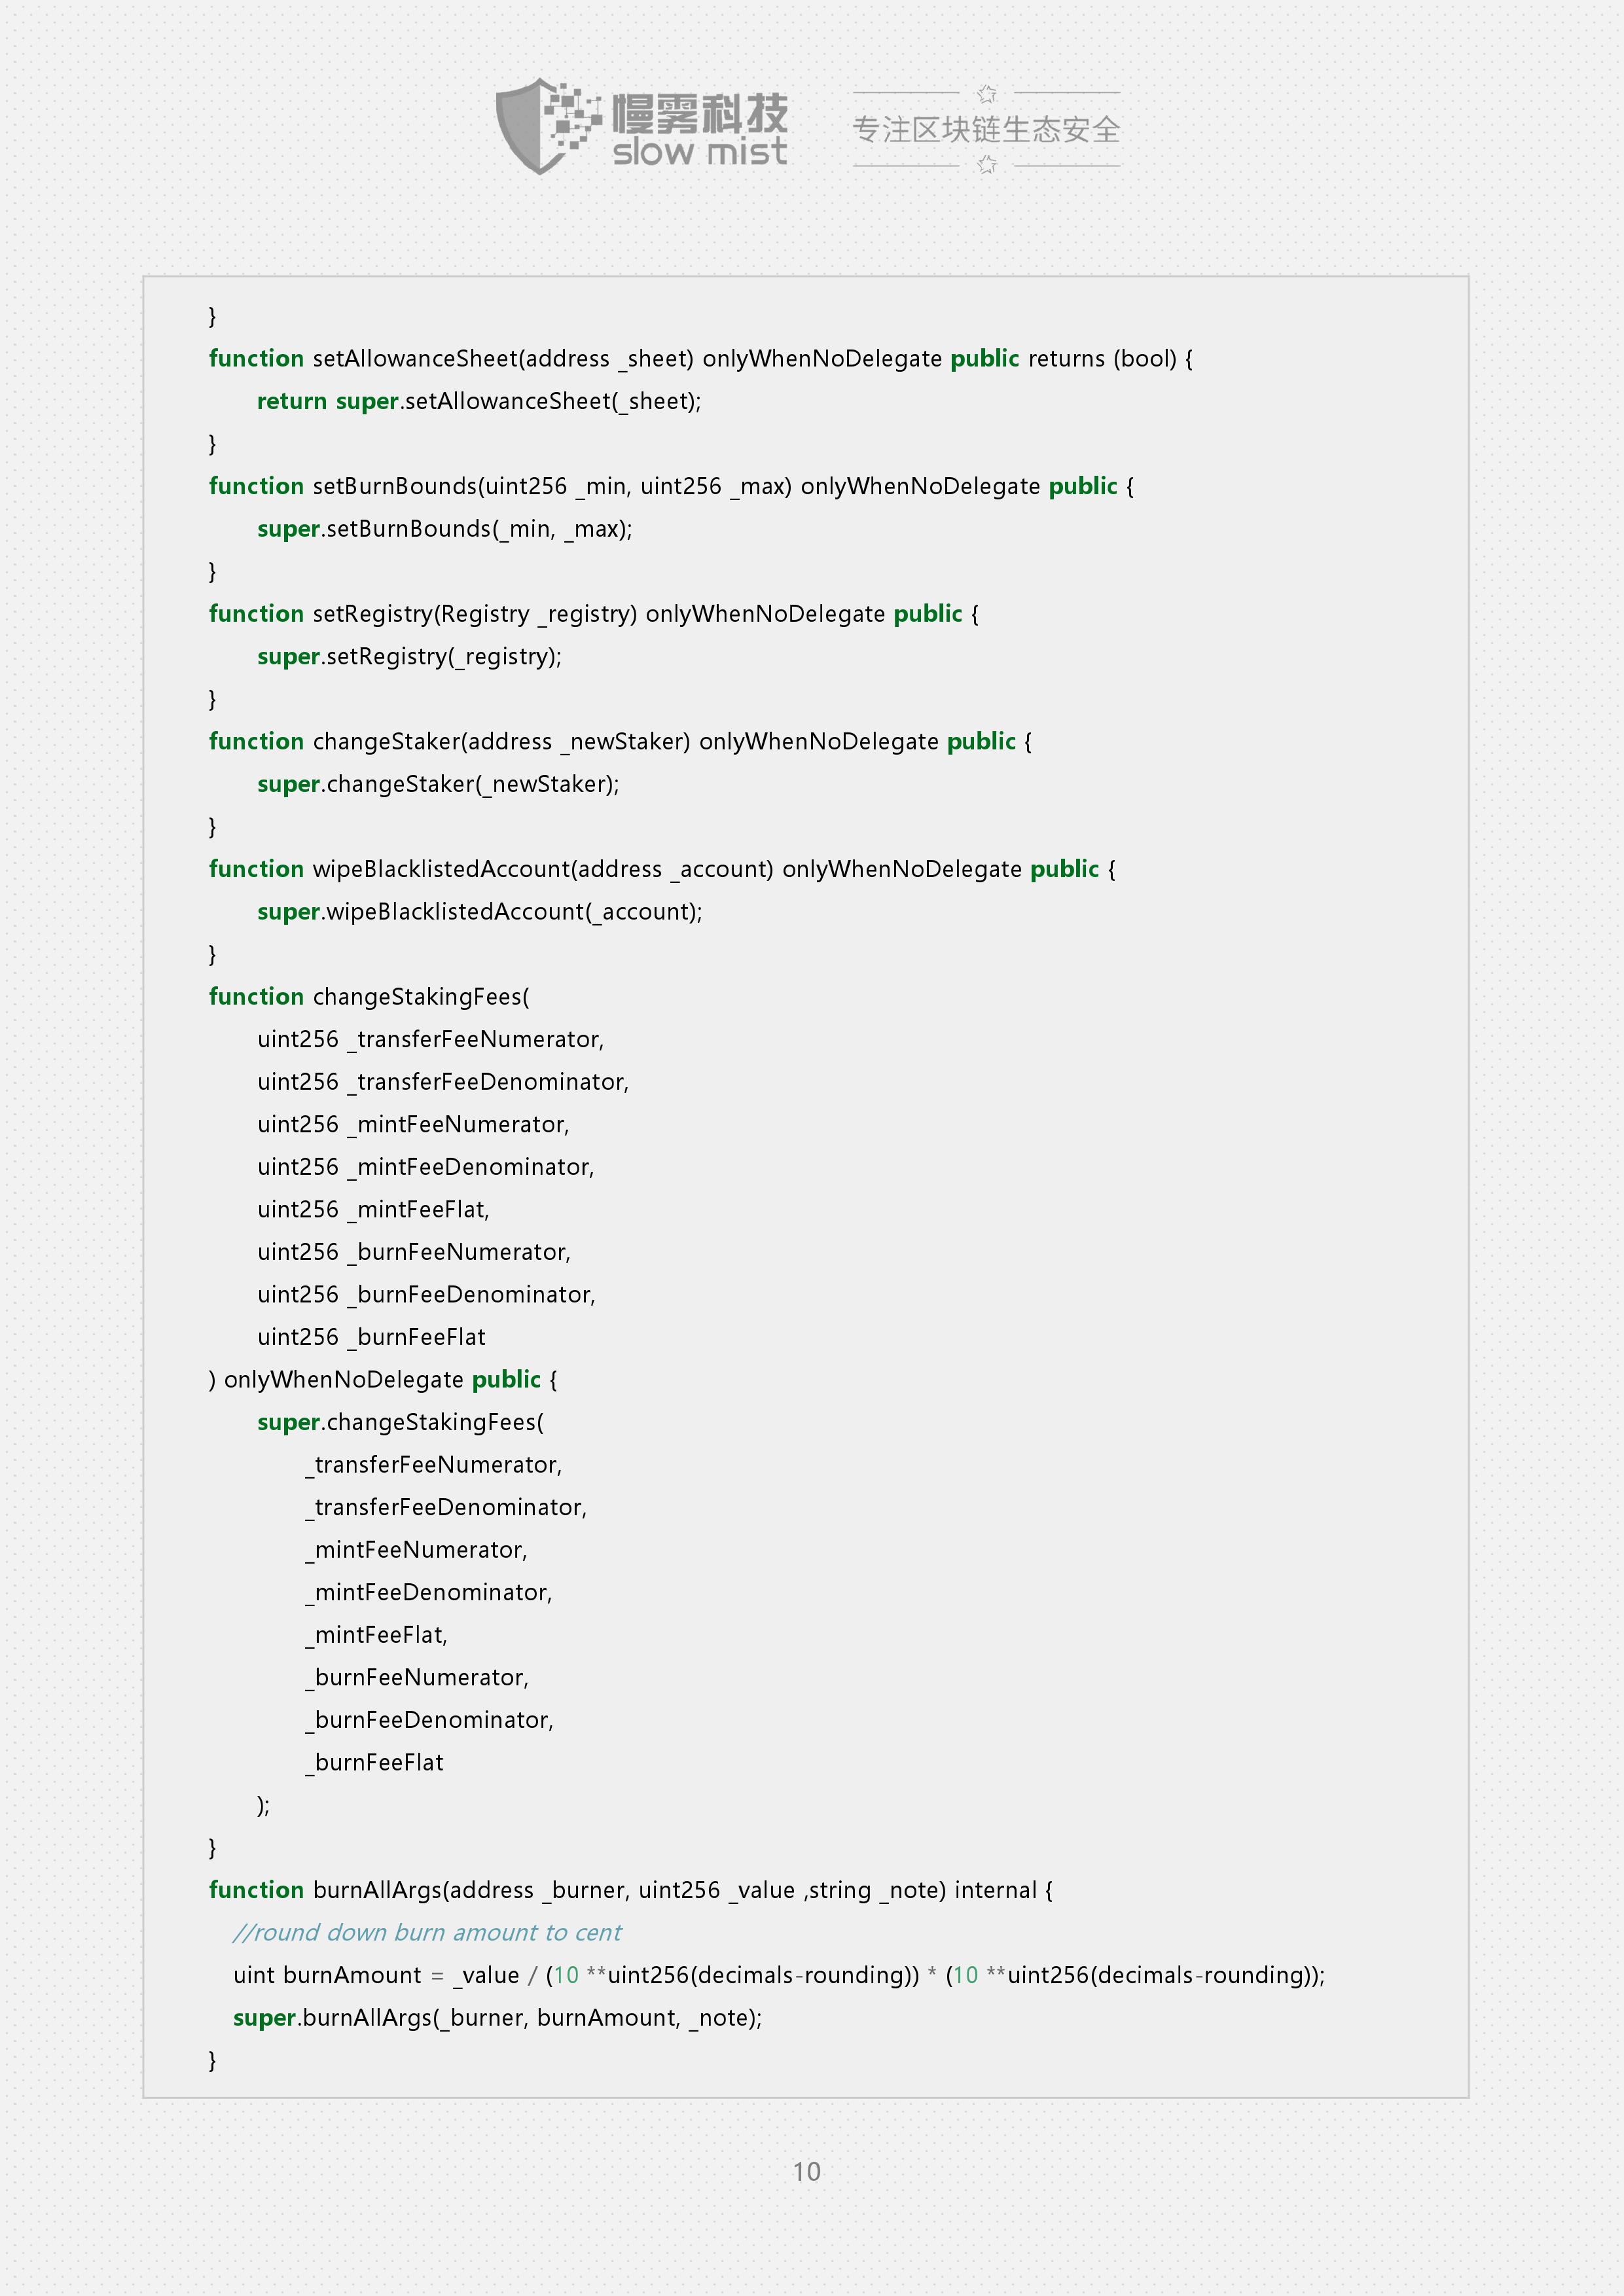 慢雾科技
slow mist
专注区块链生态安全
}
function setAllowanceSheet(address _sheet) onlyWhenNoDelegate public returns (bool) {
return super.setAllowanceSheet(_sheet);
}
function setBurnBounds(uint256 _min, uint256 _max) onlyWhenNoDelegate public {
super.setBurnBounds(_min, _max);
}
function setRegistry(Registry _registry) onlyWhenNoDelegate public {
super.setRegistry(_registry);
}
function changeStaker(address _newStaker) onlyWhenNoDelegate public {
super.changeStaker(_newStaker);
}
function wipeBlacklistedAccount(address _account) onlyWhenNoDelegate public {
super.wipeBlacklistedAccount(_account);
}
function changeStakingFees(
uint256 _transferFeeNumerator,
uint256 _transferFeeDenominator,
uint256 _mintFeeNumerator,
uint256 _mintFeeDenominator,
uint256 _mintFeeFlat,
uint256 _burnFeeNumerator,
uint256 _burnFeeDenominator,
uint256 _burnFeeFlat
) onlyWhenNoDelegate public {
super.changeStakingFees(
_transferFeeNumerator,
_transferFeeDenominator,
_mintFeeNumerator,
_mintFeeDenominator,
_mintFeeFlat,
_burnFeeNumerator,
_burnFeeDenominator,
_burnFeeFlat
);
}
function burnAllArgs(address _burner, uint256 _value ,string _note) internal {
//round down burn amount to cent
uint burnAmount = _value / (10 **uint256(decimals-rounding)) * (10 **uint256(decimals-rounding));
super.burnAllArgs(_burner, burnAmount, _note);
}
10